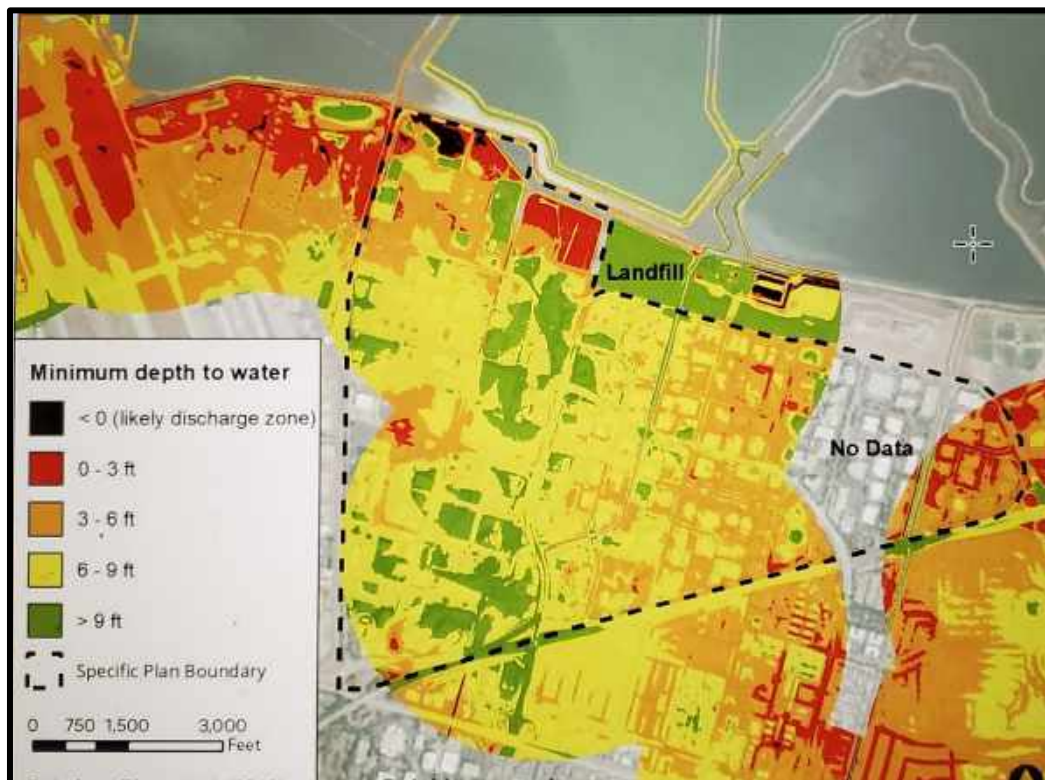 Landfill
No Data
Minimum depth to water
< 0 (likely discharge zone)
0 - 3 ft
3 - 6 ft
6 - 9 ft
> 9 ft
Specific Plan Boundary
0 750 1,500 3,000
Feet